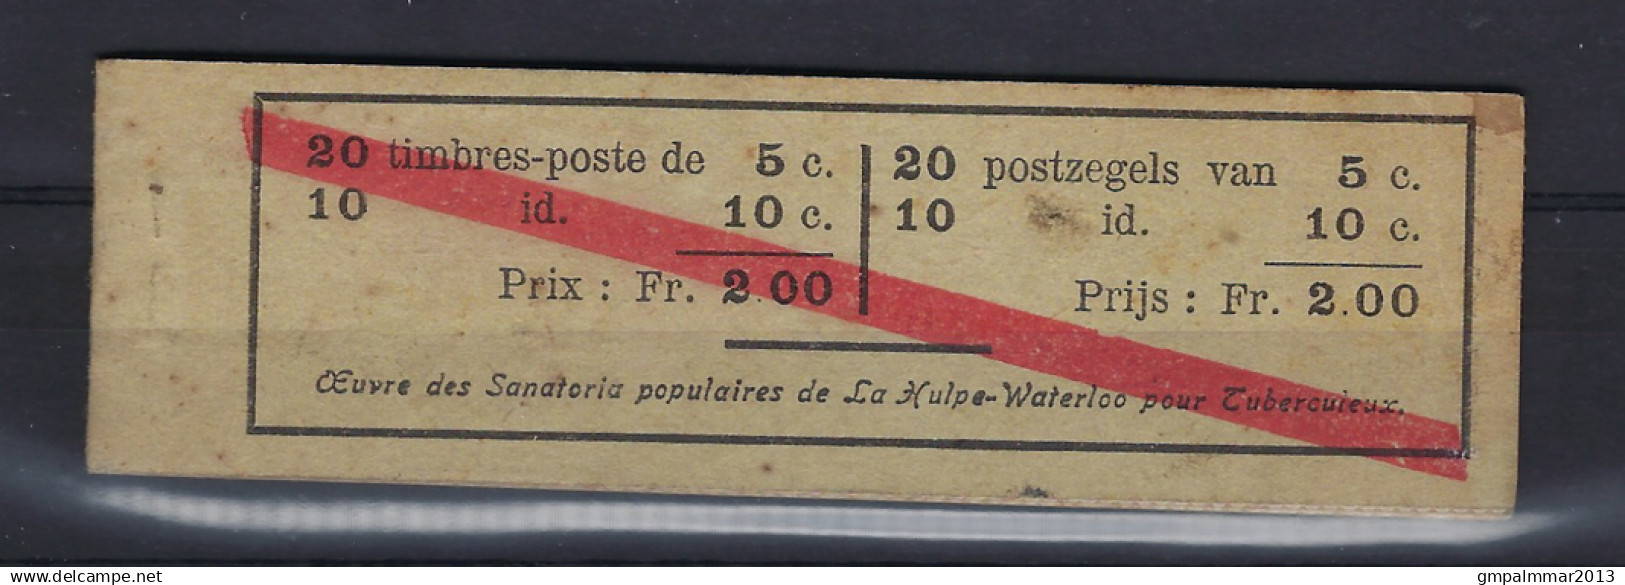 20 timbres-poste de 5 c.
10 id. 10 c.
Prix : Fr. 2.00
20 postzegels van 5 c.
10 id. 10 c.
Prijs : Fr. 2.00
Œuvre des Sanatoria populaires de La Hulpe-Waterloo pour Tuberculeux.
delcampe.net
gmpalmmar2013